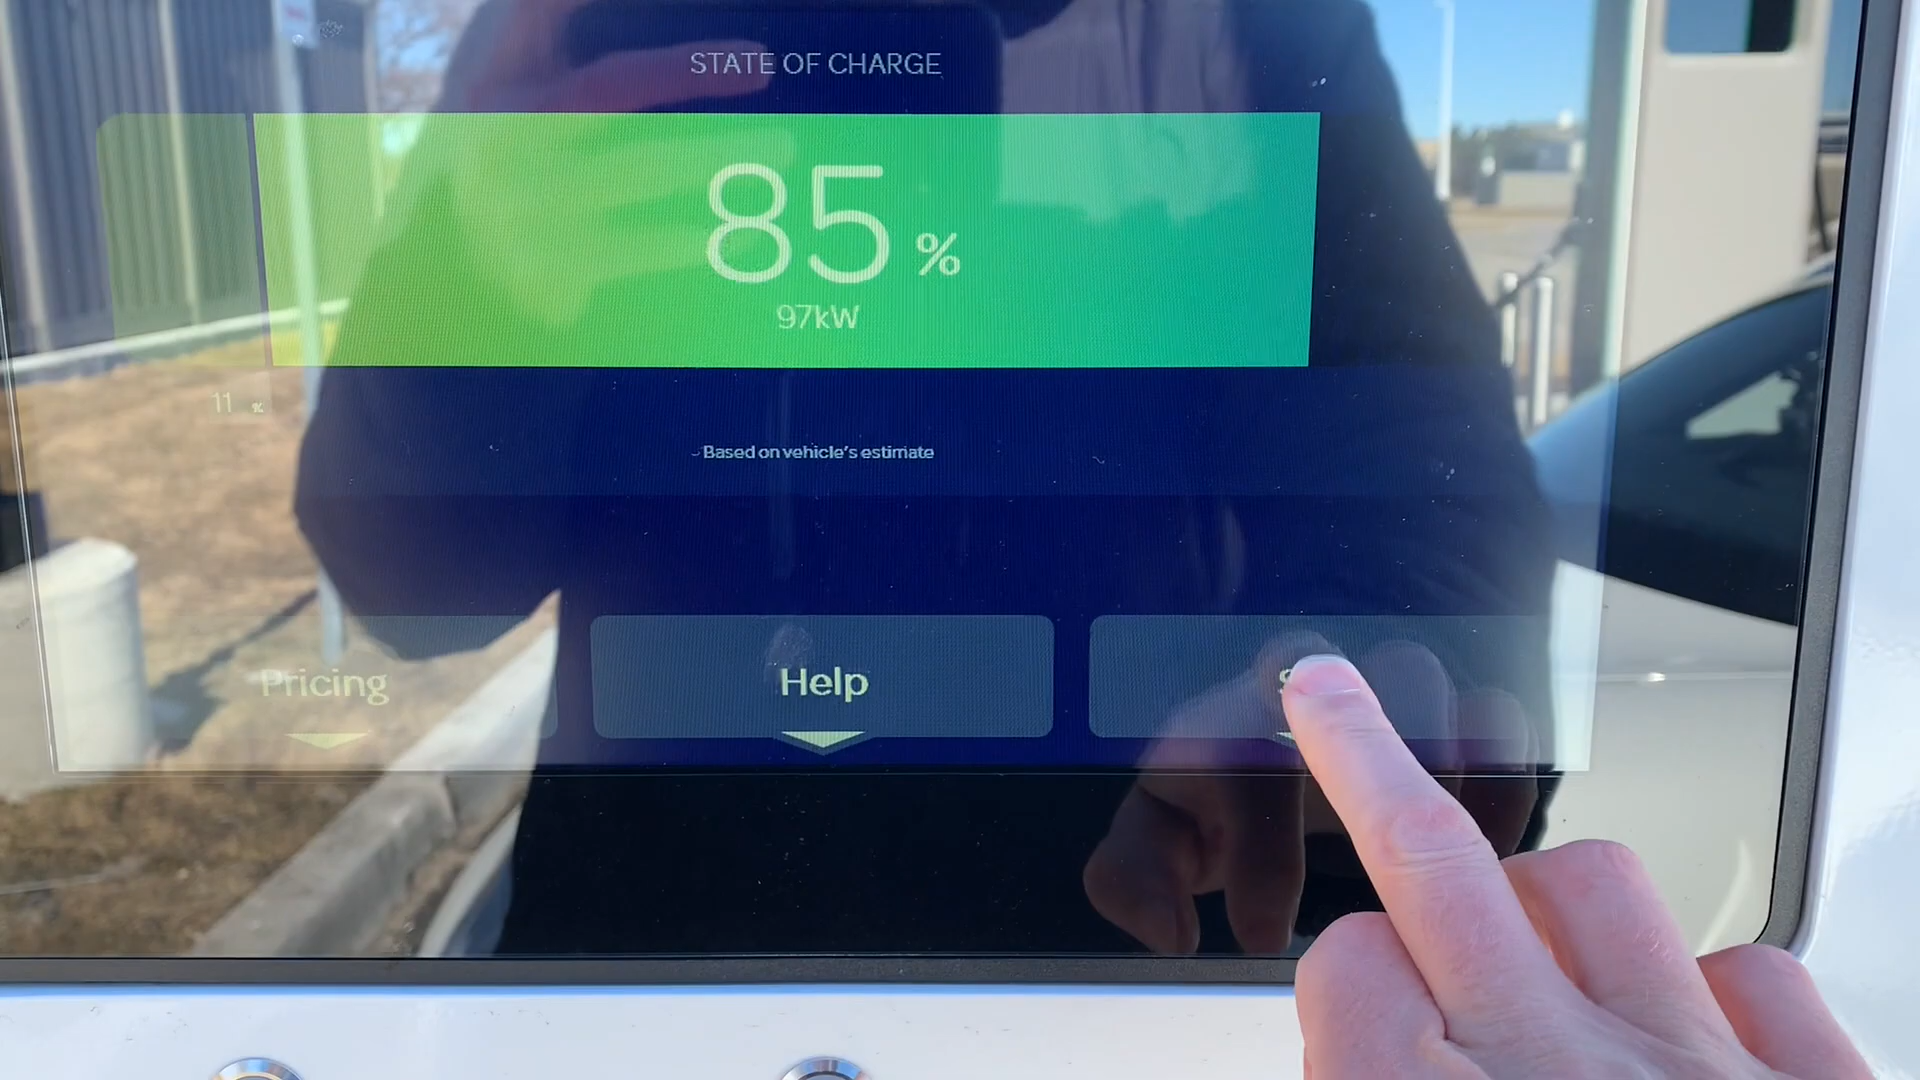 STATE OF CHARGE
85 %
97kW
11 %
Based on vehicle's estimate
Pricing
Help